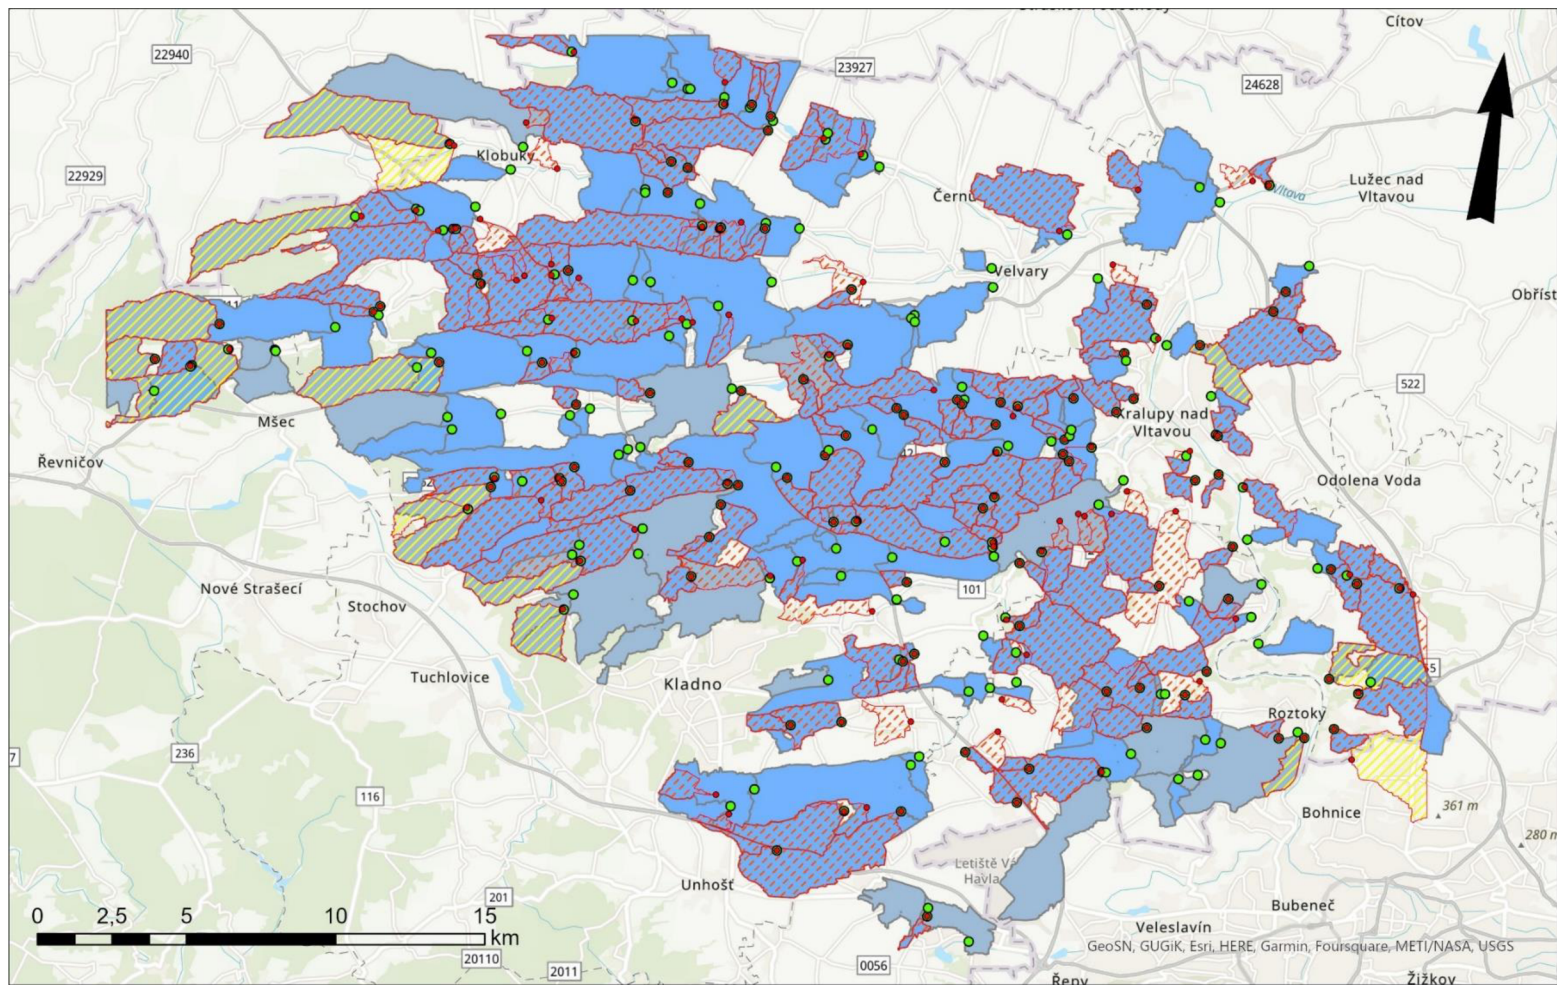 Cítov
22940
23927
24628
Klobuky
22929
Lužec nad
Vltavou
Vltava
Velvary
Obříst
522
Kralupy nad
Vltavou
Mšec
Řevničov
Odolena Voda
Nové Strašecí
101
Stochov
Tuchlovice
Kladno
Roztoky
236
116
361 m
Bohnice
280 m
Letiště Vá
Havla
Unhošť
201
0 2,5 5 10 15
km
Bubeneč
Veleslavín
GeoSN, GUGiK, Esri, HERE, Garmin, Foursquare, METI/NASA, USGS
20110
2011
0056
Řepy
Žižkov